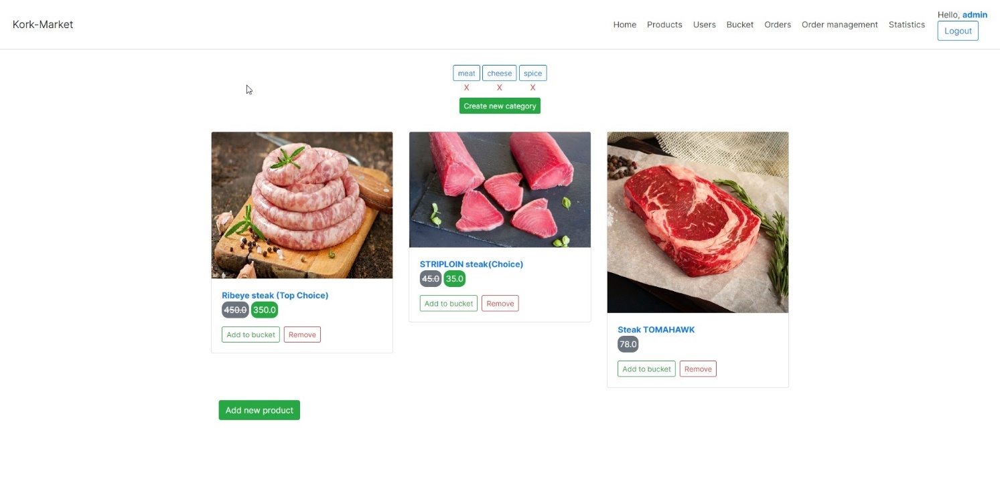 Kork-Market
Home Products Users Bucket Orders Order management Statistics
Hello, admin
Logout
meat cheese spice
X X X
Create new category
Ribeye steak (Top Choice)
450.0 350.0
Add to bucket Remove
STRIPLOIN steak(Choice)
45.0 35.0
Add to bucket Remove
Steak TOMAHAWK
78.0
Add to bucket Remove
Add new product